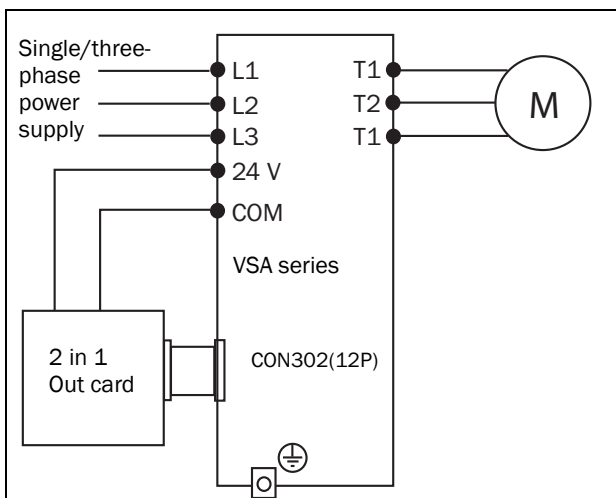 Single/three-
phase
power
supply
L1
L2
L3
24 V
COM
T1
T2
T1
M
VSA series
2 in 1
Out card
CON302(12P)